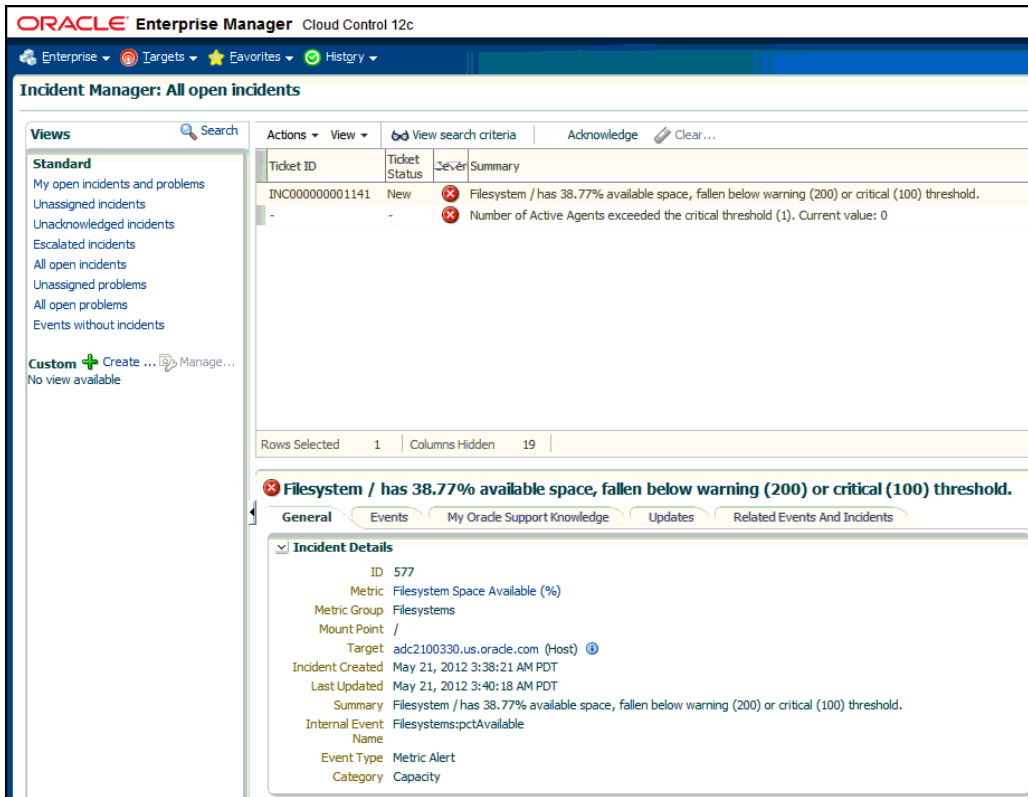 ORACLE Enterprise Manager Cloud Control 12c
Enterprise Targets Favorites History
Incident Manager: All open incidents
Views Search
Standard
My open incidents and problems
Unassigned incidents
Unacknowledged incidents
Escalated incidents
All open incidents
Unassigned problems
All open problems
Events without incidents
Custom Create ... Manage...
No view available
Actions View View search criteria Acknowledge Clear...
Ticket ID Ticket Status Sever Summary
INC000000001141 New Filesystem / has 38.77% available space, fallen below warning (200) or critical (100) threshold.
- - Number of Active Agents exceeded the critical threshold (1). Current value: 0
Rows Selected 1 Columns Hidden 19
Filesystem / has 38.77% available space, fallen below warning (200) or critical (100) threshold.
General Events My Oracle Support Knowledge Updates Related Events And Incidents
Incident Details
ID 577
Metric Filesystem Space Available (%)
Metric Group Filesystems
Mount Point /
Target adc2100330.us.oracle.com (Host)
Incident Created May 21, 2012 3:38:21 AM PDT
Last Updated May 21, 2012 3:40:18 AM PDT
Summary Filesystem / has 38.77% available space, fallen below warning (200) or critical (100) threshold.
Internal Event Name Filesystems:pctAvailable
Event Type Metric Alert
Category Capacity